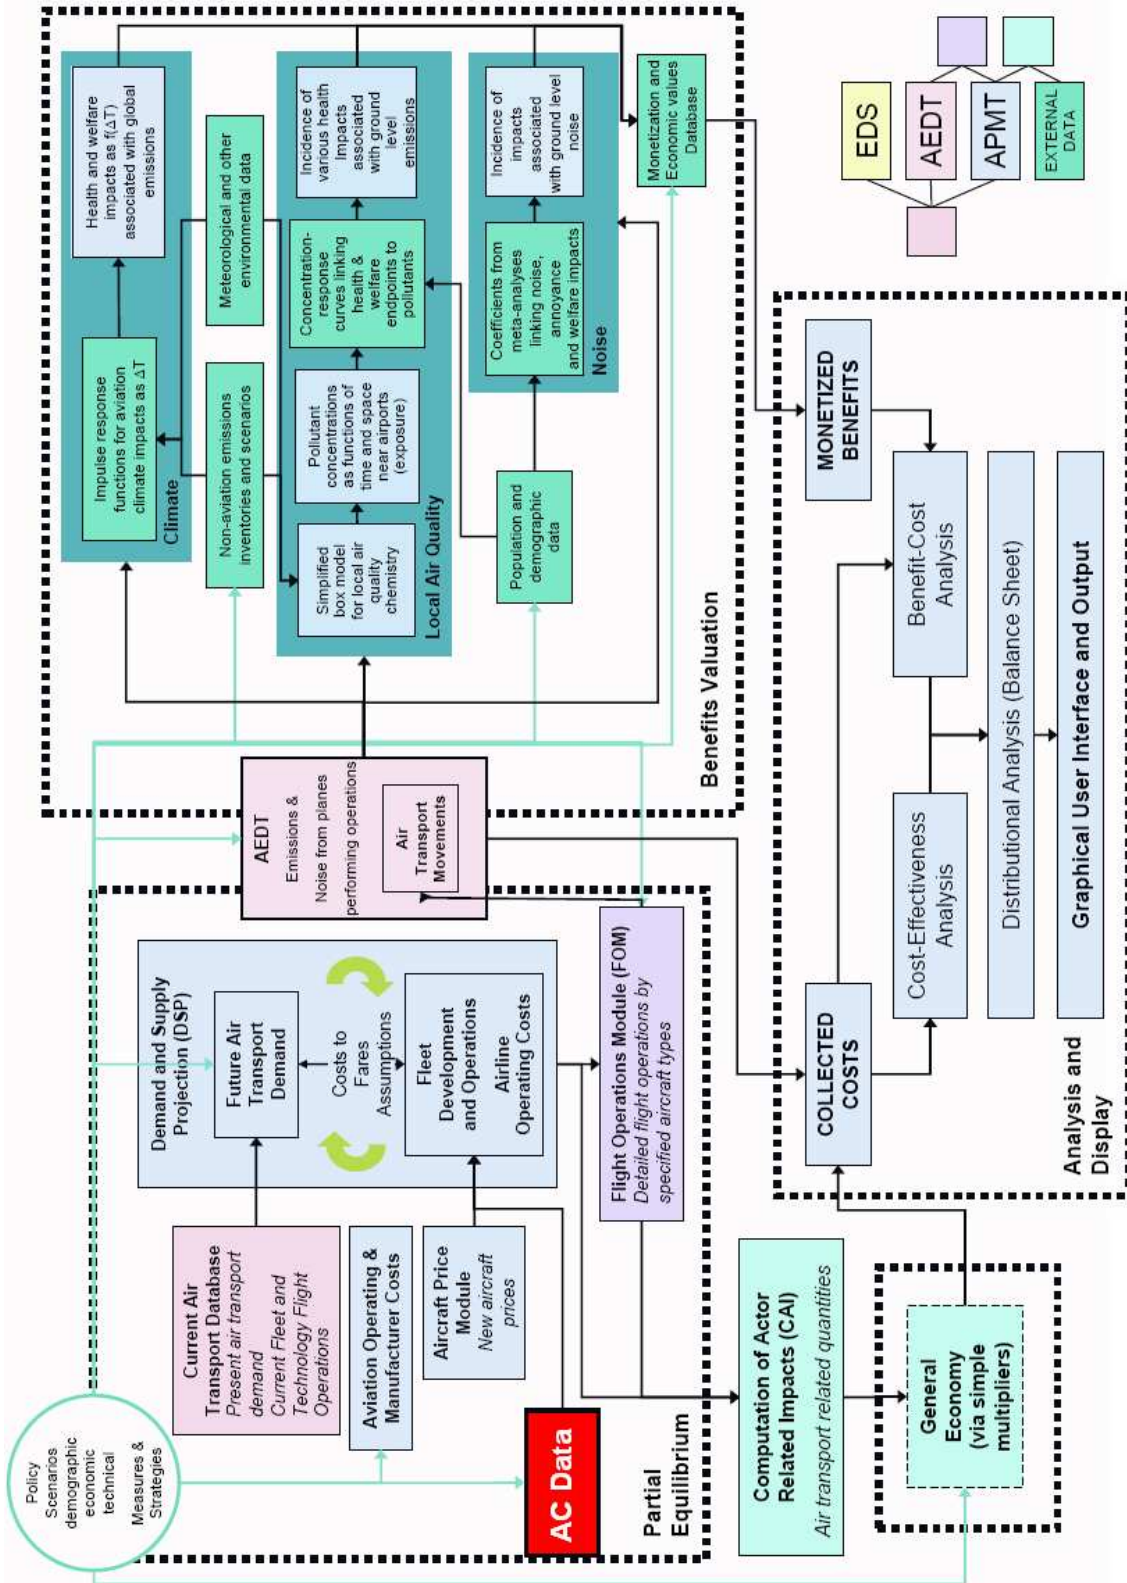 Policy
Scenarios
demographic
economic
technical
Measures &
Strategies
Current Air
Transport Database
Present air transport
demand
Current Fleet and
Technology Flight
Operations
Aviation Operating &
Manufacturer Costs
Aircraft Price
Module
New aircraft
prices
AC Data
Partial
Equilibrium
Demand and Supply
Projection (DSP)
Future Air
Transport
Demand
Costs to
Fares
Assumptions
Fleet
Development
and Operations
Airline
Operating Costs
Flight Operations Module (FOM)
Detailed flight operations by
specified aircraft types
AEDT
Emissions &
Noise from planes
performing operations
Air
Transport
Movements
Computation of Actor
Related Impacts (CAI)
Air transport related quantities
General
Economy
(via simple
multipliers)
Impulse response
functions for aviation
climate impacts as ΔT
Health and welfare
impacts as f(ΔT)
associated with global
emissions
Climate
Non-aviation emissions
inventories and scenarios
Meteorological and other
environmental data
Simplified
box model
for local air
quality
chemistry
Pollutant
concentrations
as functions of
time and space
near airports
(exposure)
Concentration-
response
curves linking
health &
welfare
endpoints to
pollutants
Incidence of
various health
Impacts
associated
with ground
level
emissions
Local Air Quality
Population and
demographic
data
Coefficients from
meta-analyses
linking noise,
annoyance
and welfare impacts
Incidence of
impacts
associated
with ground level
noise
Noise
Monetization and
Economic values
Database
Benefits Valuation
COLLECTED
COSTS
MONETIZED
BENEFITS
Cost-Effectiveness
Analysis
Benefit-Cost
Analysis
Distributional Analysis (Balance Sheet)
Graphical User Interface and Output
Analysis and
Display
EDS
AEDT
APMT
EXTERNAL
DATA